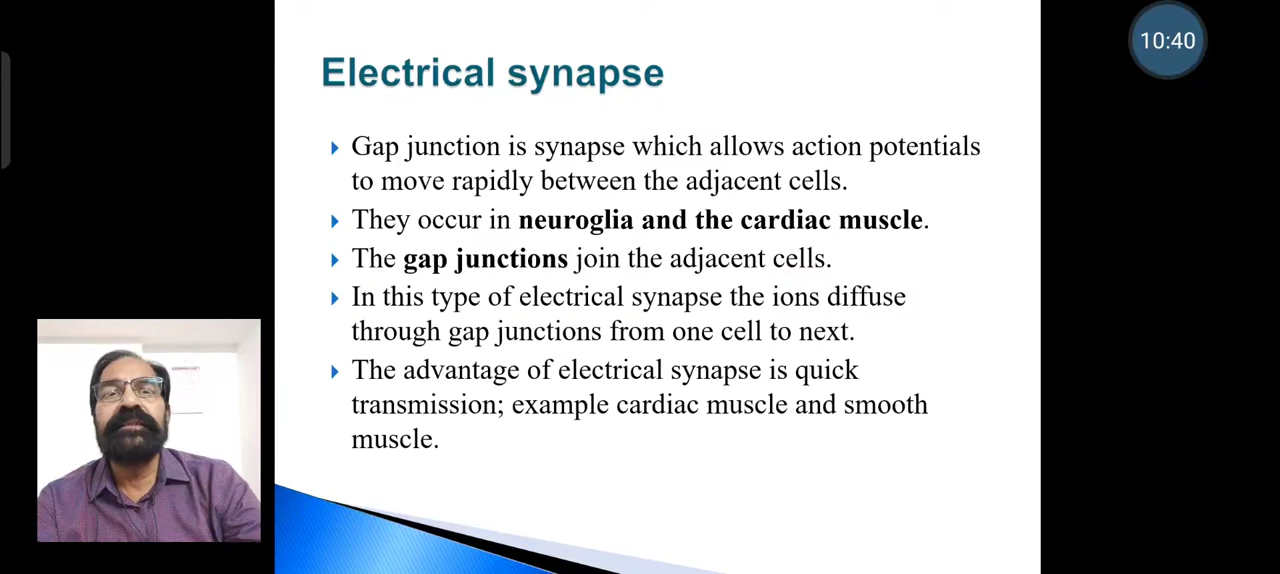 10:40
Electrical synapse
Gap junction is synapse which allows action potentials
to move rapidly between the adjacent cells.
They occur in neuroglia and the cardiac muscle.
The gap junctions join the adjacent cells.
In this type of electrical synapse the ions diffuse
through gap junctions from one cell to next.
The advantage of electrical synapse is quick
transmission; example cardiac muscle and smooth
muscle.